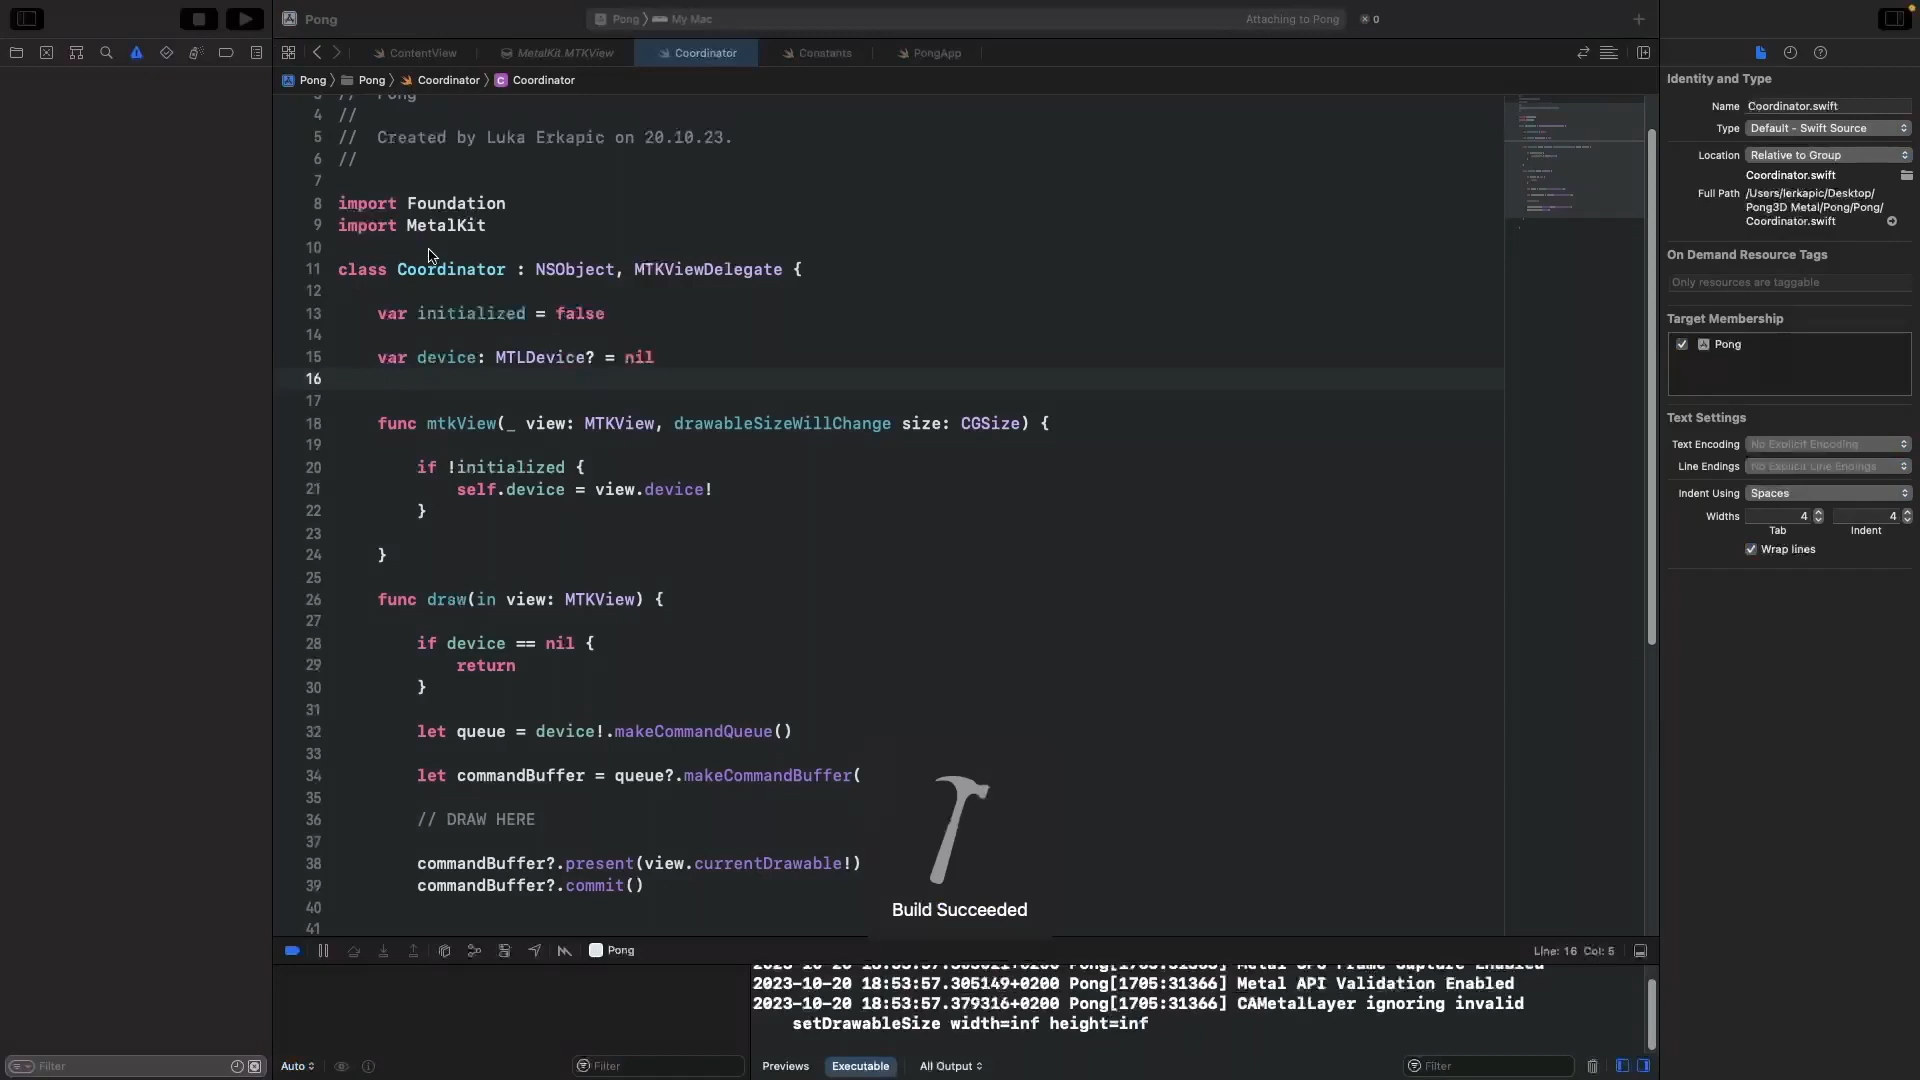 Pong
Pong 〉 My Mac
Attaching to Pong
0
ContentView
MetalKit.MTKView
Coordinator
Constants
PongApp
Pong 〉 Pong 〉 Coordinator 〉 C Coordinator
3 // Pong
4 //
5 // Created by Luka Erkapic on 20.10.23.
6 //
7
8 import Foundation
9 import MetalKit
10
11 class Coordinator : NSObject, MTKViewDelegate {
12
13 var initialized = false
14
15 var device: MTLDevice? = nil
16
17
18 func mtkView(_ view: MTKView, drawableSizeWillChange size: CGSize) {
19
20 if !initialized {
21 self.device = view.device!
22 }
23
24 }
25
26 func draw(in view: MTKView) {
27
28 if device == nil {
29 return
30 }
31
32 let queue = device!.makeCommandQueue()
33
34 let commandBuffer = queue?.makeCommandBuffer(
35
36 // DRAW HERE
37
38 commandBuffer?.present(view.currentDrawable!)
39 commandBuffer?.commit()
40
41
Build Succeeded
Pong
Line: 16 Col: 5
2023-10-20 18:53:57.305149+0200 Pong[1705:31366] Metal API Validation Enabled
2023-10-20 18:53:57.379316+0200 Pong[1705:31366] CAMetalLayer ignoring invalid
setDrawableSize width=inf height=inf
Filter
Auto
Filter
Previews
Executable
All Output
Filter
Identity and Type
Name Coordinator.swift
Type Default - Swift Source
Location Relative to Group
Coordinator.swift
Full Path /Users/lerkapic/Desktop/
Pong3D Metal/Pong/Pong/
Coordinator.swift
On Demand Resource Tags
Only resources are taggable
Target Membership
Pong
Text Settings
Text Encoding No Explicit Encoding
Line Endings No Explicit Line Endings
Indent Using Spaces
Widths 4 4
Tab Indent
Wrap lines